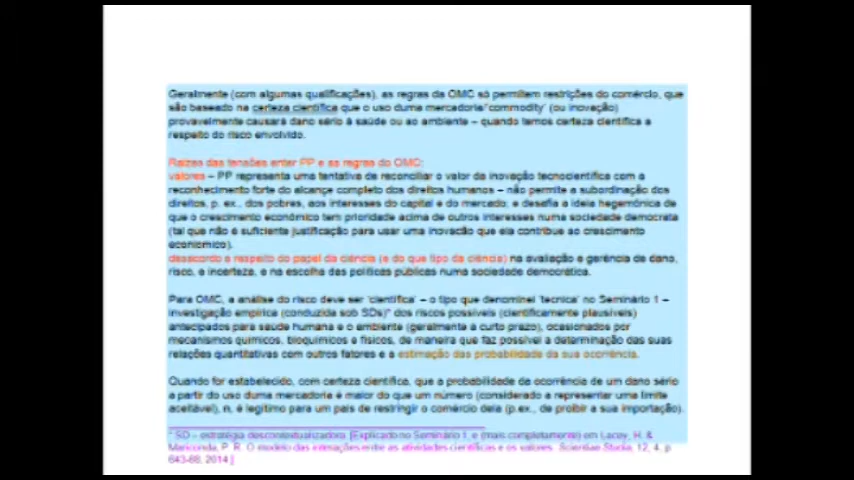 Geralmente (com algumas qualificações), as regras da OMC só permitem restrições do comércio, que
são baseado na certeza científica que o uso duma mercadoria/'commodity' (ou inovação)
provavelmente causará dano sério à saúde ou ao ambiente – quando temos certeza científica a
respeito do risco envolvido.
Raízes das tensões enter PP e as regras do OMC:
valores – PP representa uma tentativa de reconciliar o valor da inovação tecnocientífica com a
reconhecimento forte do alcance completo dos direitos humanos – não permite a subordinação dos
direitos, p. ex., dos pobres, aos interesses do capital e do mercado; e desafia a ideia hegemônica de
que o crescimento econômico tem prioridade acima de outros interesses numa sociedade democrata
(tal que não é suficiente justificação para usar uma inovacão que ela contribue ao crescimento
economico).
desacordo a respeito do papel da ciência (e do que tipo da ciência) na avaliação e gerência de dano,
risco, e incerteza, e na escolha das políticas públicas numa sociedade democrática.
Para OMC, a análise do risco deve ser 'científica' – o tipo que denominei 'tecnica' no Seminário 1 –
investigação empírica (conduzida sob SDs)* dos riscos possíveis (cientificamente plausíveis)
antecipados para saúde humana e o ambiente (geralmente a curto prazo), ocasionados por
mecanismos químicos, bioquímicos e físicos, de maneira que faz possível a determinação das suas
relações quantitativas com outros fatores e a estimação das probabilidade da sua ocorrência.
Quando for estabelecido, com certeza científica, que a probabilidade da ocorrência de um dano sério
a partir do uso duma mercadoria é maior do que um número (considerado a representar uma limite
aceitável), n, é legítimo para um país de restringir o comércio dela (p.ex., de proibir a sua importação).
* SD – estratégia descontextualizadora. [Explicado no Seminário 1, e (mais completamente) em Lacey, H. &
Mariconda, P. R. O modelo das interações entre as atividades científicas e os valores. Scientiae Studia, 12, 4, p.
643-68, 2014.]